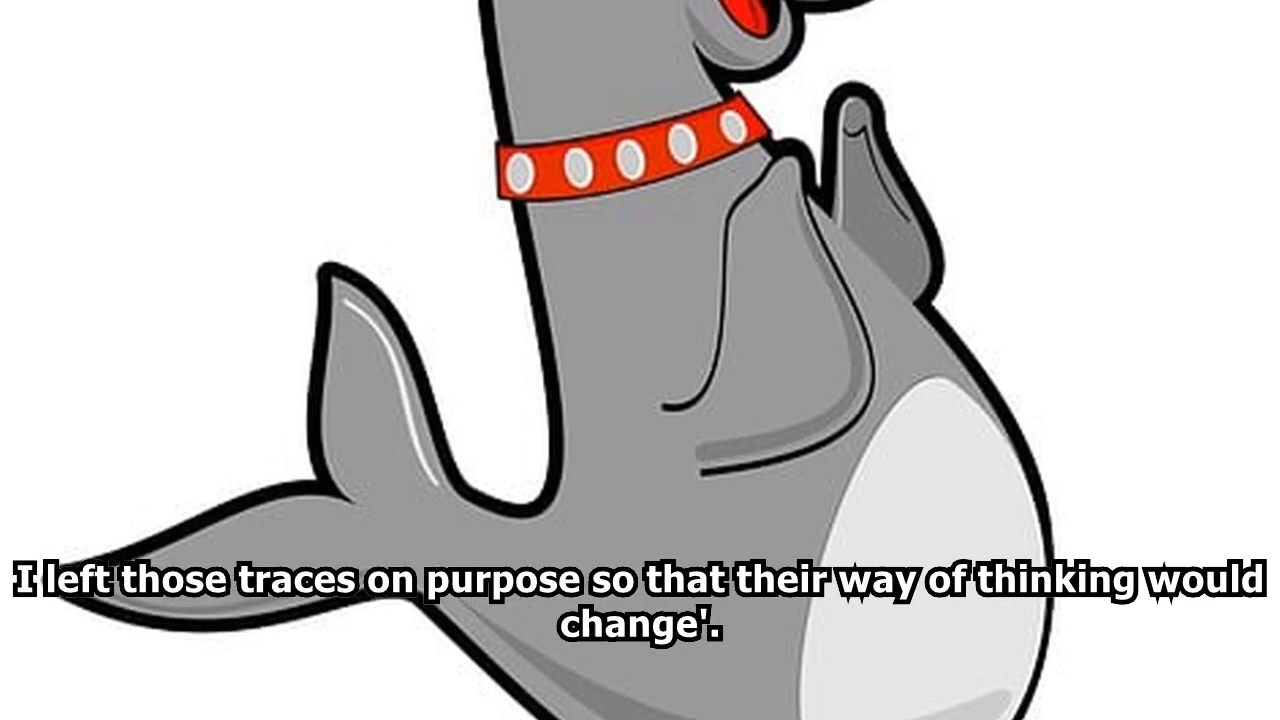 I left those traces on purpose so that their way of thinking would
change'.